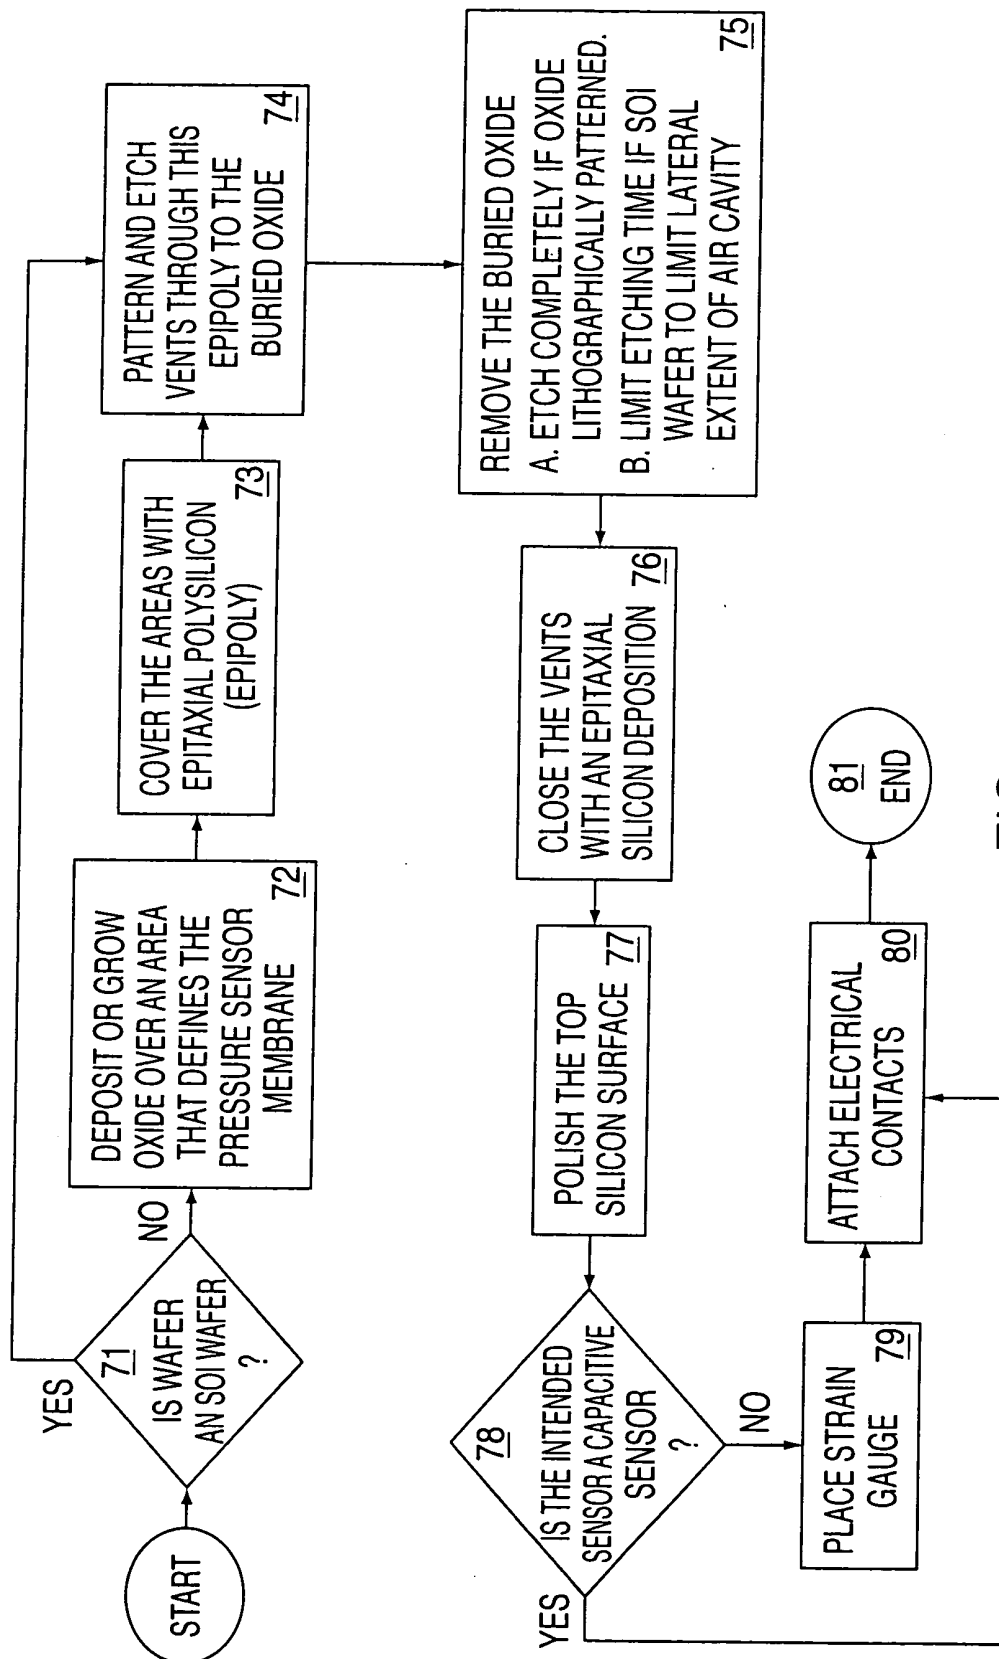 START
71
IS WAFER
AN SOI WAFER
?
YES
NO
DEPOSIT OR GROW
OXIDE OVER AN AREA
THAT DEFINES THE
PRESSURE SENSOR
MEMBRANE
72
COVER THE AREAS WITH
EPITAXIAL POLYSILICON
(EPIPOLY)
73
PATTERN AND ETCH
VENTS THROUGH THIS
EPIPOLY TO THE
BURIED OXIDE
74
REMOVE THE BURIED OXIDE
A. ETCH COMPLETELY IF OXIDE
LITHOGRAPHICALLY PATTERNED.
B. LIMIT ETCHING TIME IF SOI
WAFER TO LIMIT LATERAL
EXTENT OF AIR CAVITY
75
CLOSE THE VENTS
WITH AN EPITAXIAL
SILICON DEPOSITION
76
POLISH THE TOP
SILICON SURFACE
77
78
IS THE INTENDED
SENSOR A CAPACITIVE
SENSOR
?
YES
NO
PLACE STRAIN
GAUGE
79
ATTACH ELECTRICAL
CONTACTS
80
81
END